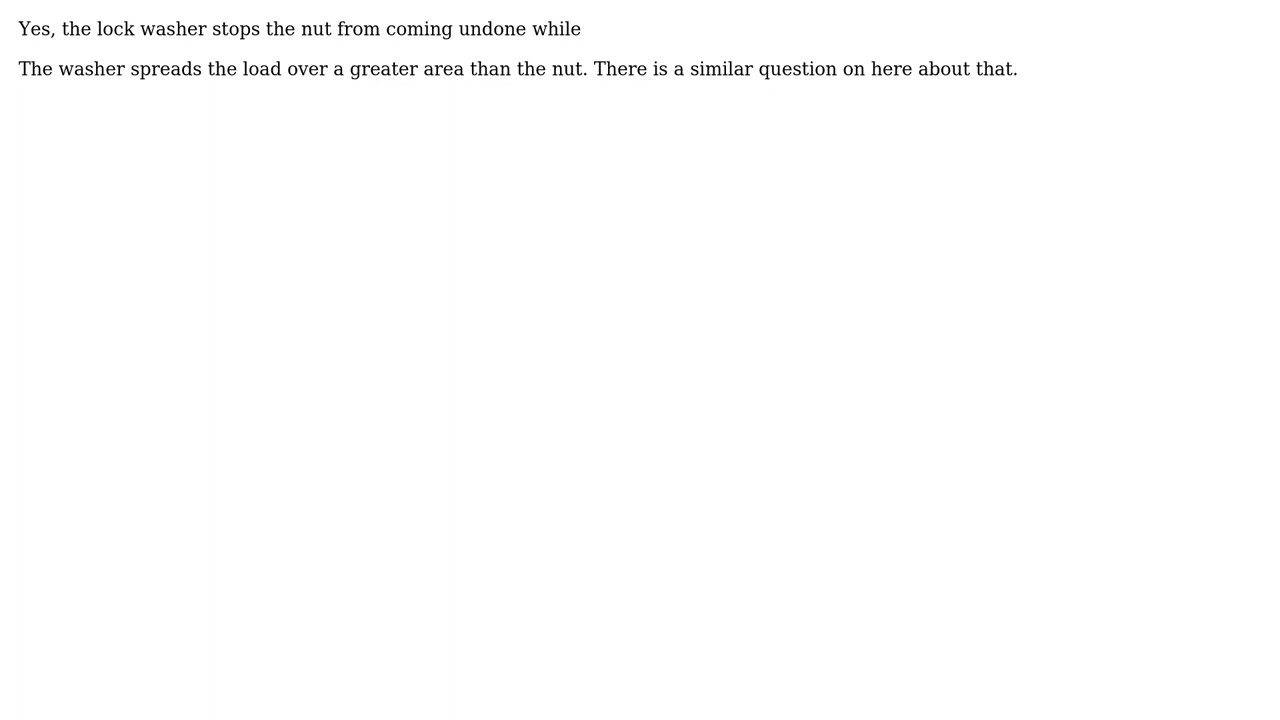 Yes, the lock washer stops the nut from coming undone while
The washer spreads the load over a greater area than the nut. There is a similar question on here about that.